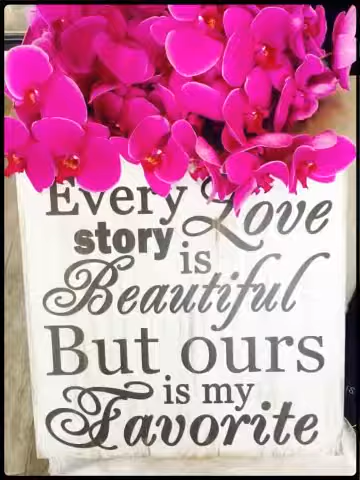 Every Love
story is
Beautiful
But ours
is my
Favorite